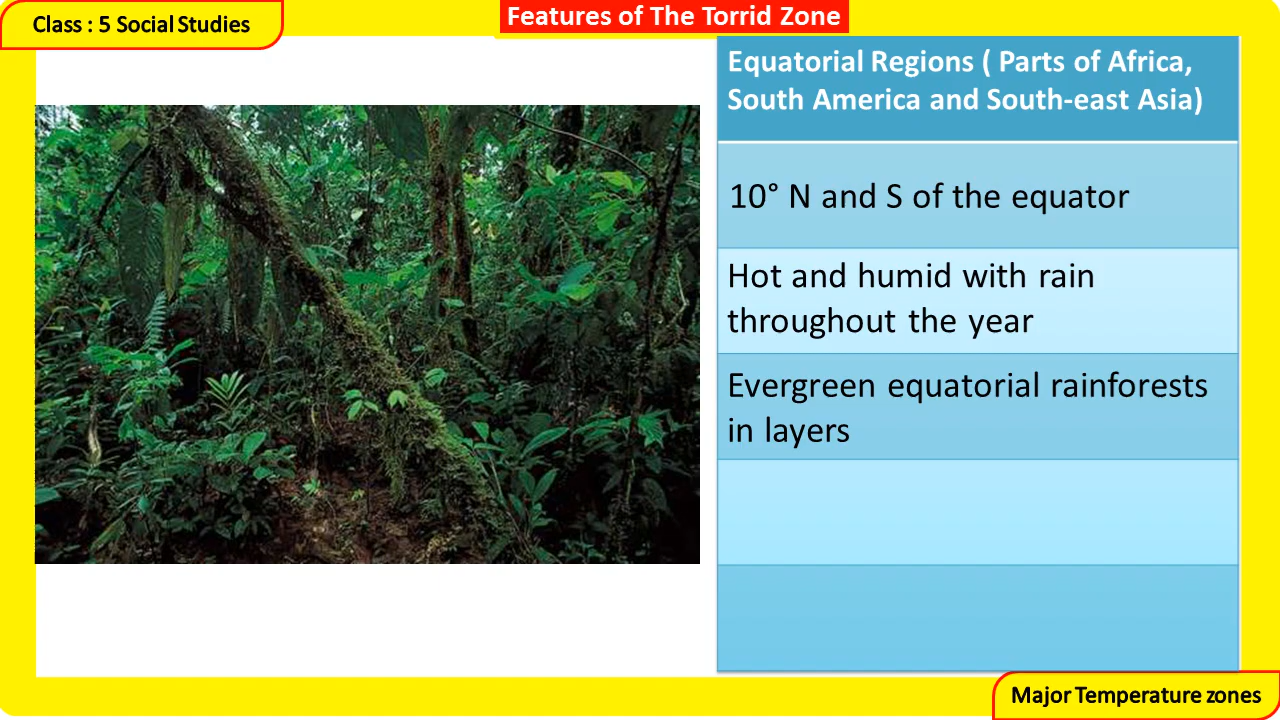 Class : 5 Social Studies
Features of The Torrid Zone
Equatorial Regions ( Parts of Africa,
South America and South-east Asia)
10° N and S of the equator
Hot and humid with rain
throughout the year
Evergreen equatorial rainforests
in layers
Major Temperature zones